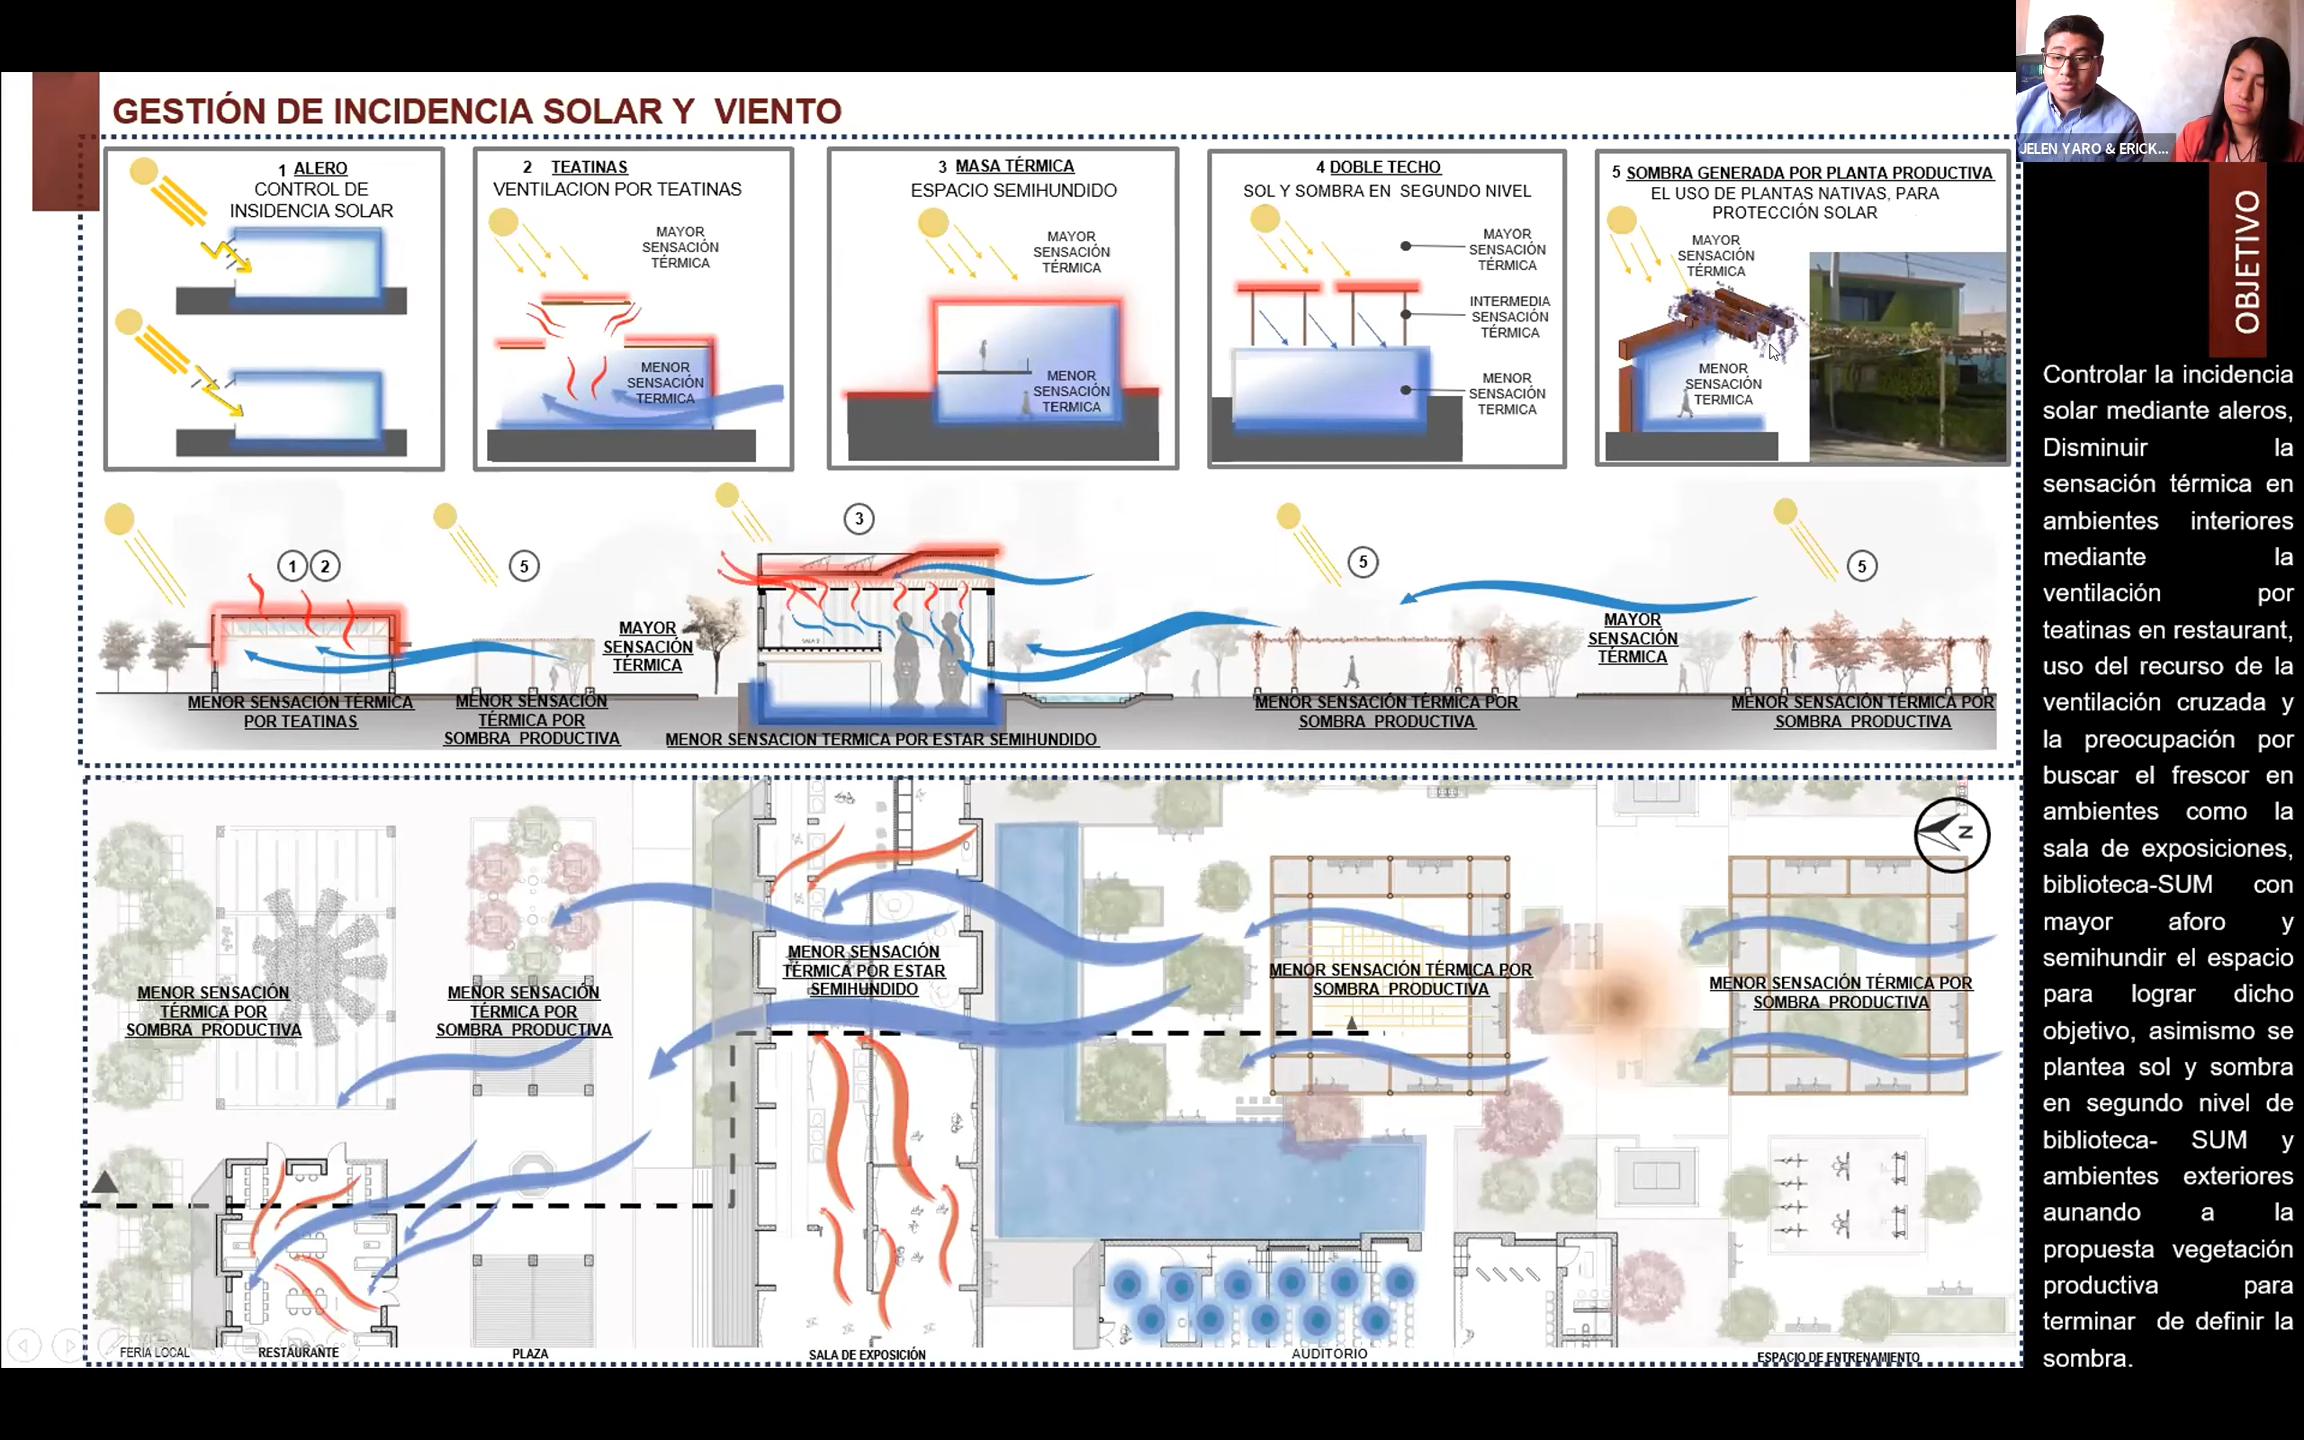 GESTIÓN DE INCIDENCIA SOLAR Y VIENTO
1 ALERO
CONTROL DE
INSIDENCIA SOLAR
2 TEATINAS
VENTILACION POR TEATINAS
MAYOR
SENSACIÓN
TÉRMICA
MENOR
SENSACIÓN
TERMICA
3 MASA TÉRMICA
ESPACIO SEMIHUNDIDO
MAYOR
SENSACIÓN
TÉRMICA
MENOR
SENSACIÓN
TERMICA
4 DOBLE TECHO
SOL Y SOMBRA EN SEGUNDO NIVEL
MAYOR
SENSACIÓN
TÉRMICA
INTERMEDIA
SENSACIÓN
TÉRMICA
MENOR
SENSACIÓN
TERMICA
5 SOMBRA GENERADA POR PLANTA PRODUCTIVA
EL USO DE PLANTAS NATIVAS, PARA
PROTECCIÓN SOLAR
MAYOR
SENSACIÓN
TÉRMICA
MENOR
SENSACIÓN
TERMICA
JELEN YARO & ERICK...
OBJETIVO
1 2
5
3
5
5
MAYOR
SENSACIÓN
TÉRMICA
SALA 2
MAYOR
SENSACIÓN
TÉRMICA
MENOR SENSACIÓN TÉRMICA
POR TEATINAS
MENOR SENSACIÓN
TÉRMICA POR
SOMBRA PRODUCTIVA
MENOR SENSACION TERMICA POR ESTAR SEMIHUNDIDO
MENOR SENSACIÓN TÉRMICA POR
SOMBRA PRODUCTIVA
MENOR SENSACIÓN TÉRMICA POR
SOMBRA PRODUCTIVA
N
MENOR SENSACIÓN
TÉRMICA POR
SOMBRA PRODUCTIVA
MENOR SENSACIÓN
TÉRMICA POR
SOMBRA PRODUCTIVA
MENOR SENSACIÓN
TÉRMICA POR ESTAR
SEMIHUNDIDO
MENOR SENSACIÓN TÉRMICA POR
SOMBRA PRODUCTIVA
MENOR SENSACIÓN TÉRMICA POR
SOMBRA PRODUCTIVA
FERIA LOCAL
RESTAURANTE
PLAZA
SALA DE EXPOSICIÓN
AUDITORIO
ESPACIO DE ENTRENAMIENTO
Controlar la incidencia
solar mediante aleros,
Disminuir la
sensación térmica en
ambientes interiores
mediante la
ventilación por
teatinas en restaurant,
uso del recurso de la
ventilación cruzada y
la preocupación por
buscar el frescor en
ambientes como la
sala de exposiciones,
biblioteca-SUM con
mayor aforo y
semihundir el espacio
para lograr dicho
objetivo, asimismo se
plantea sol y sombra
en segundo nivel de
biblioteca- SUM y
ambientes exteriores
aunando a la
propuesta vegetación
productiva para
terminar de definir la
sombra.